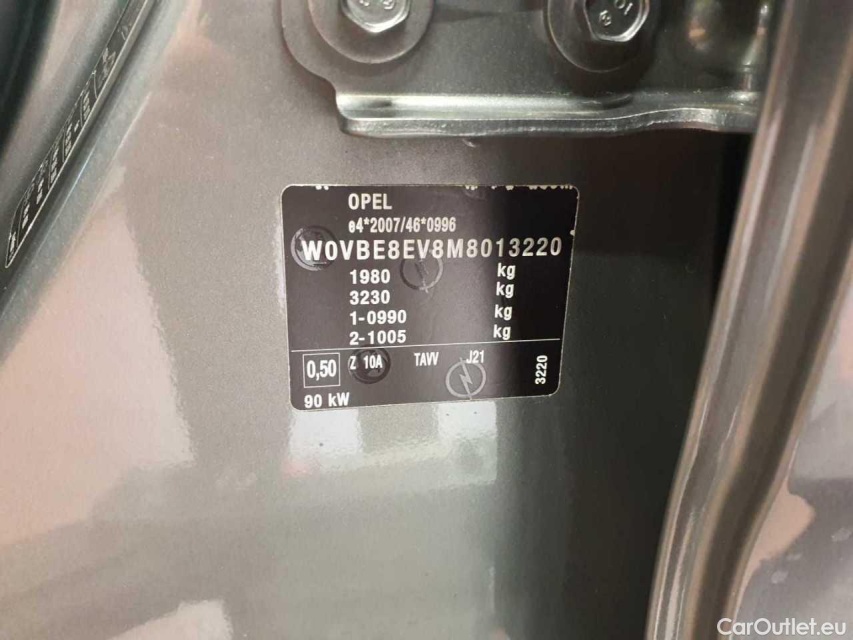 OPEL
e4*2007/46*0996
W0VBE8EV8M8013220
1980 kg
3230 kg
1-0990 kg
2-1005 kg
0,50 Z 10A TAW J21 3220
90 kW
CarOutlet.eu